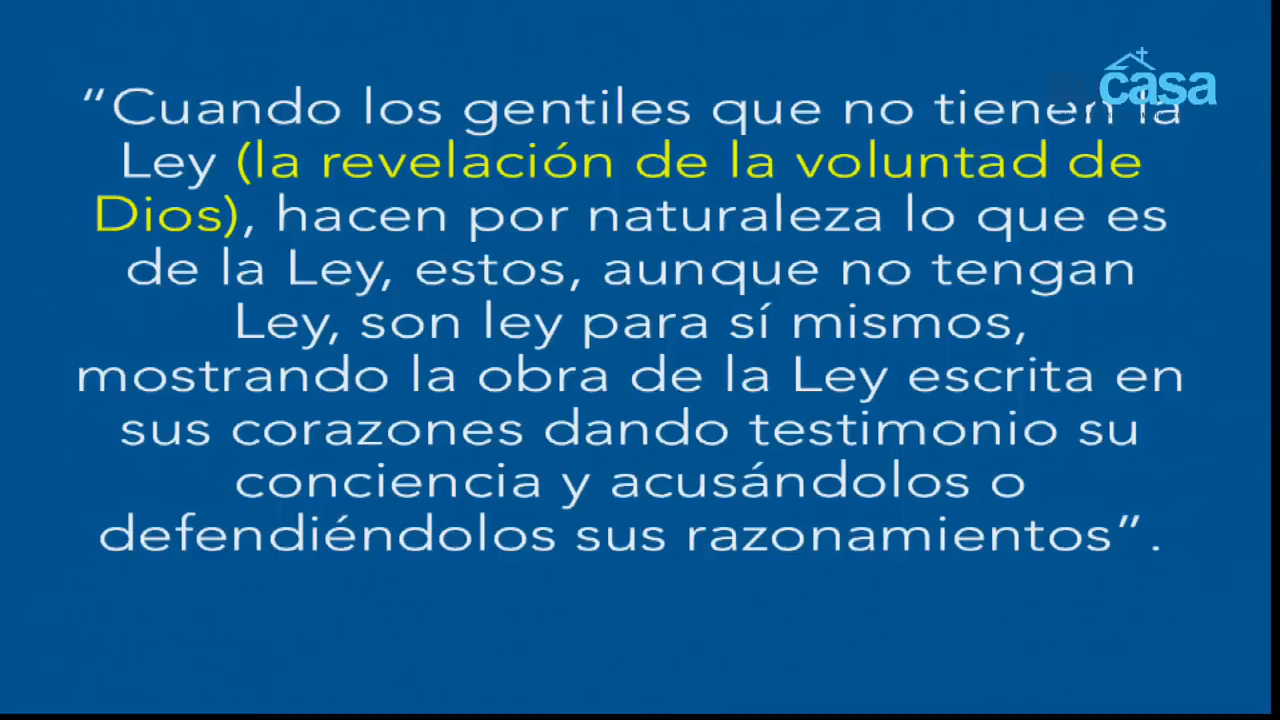 casa
“Cuando los gentiles que no tienen la
Ley (la revelación de la voluntad de
Dios), hacen por naturaleza lo que es
de la Ley, estos, aunque no tengan
Ley, son ley para sí mismos,
mostrando la obra de la Ley escrita en
sus corazones dando testimonio su
conciencia y acusándolos o
defendiéndolos sus razonamientos”.